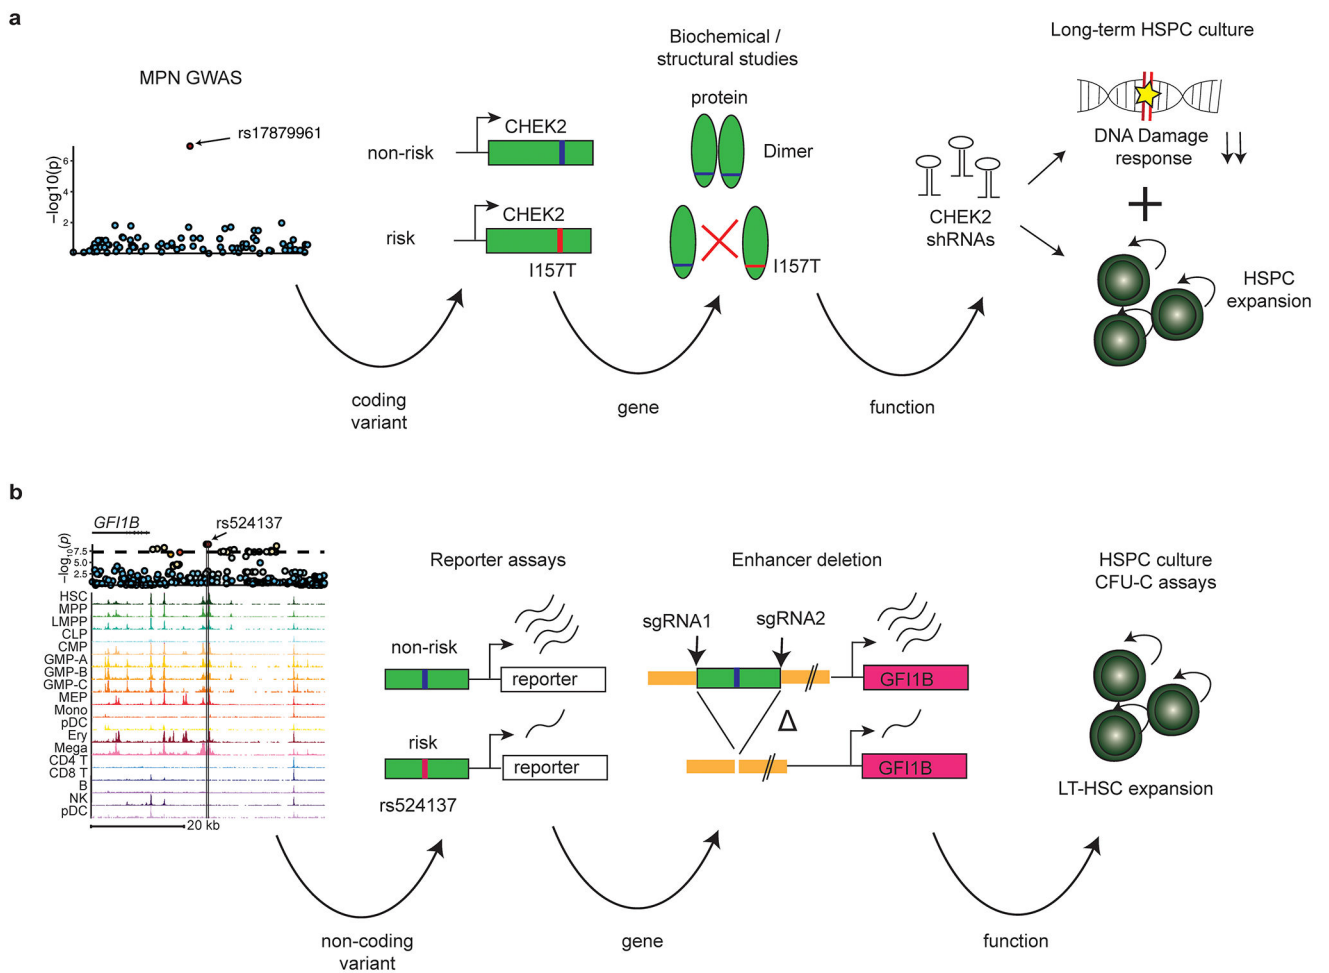 a
MPN GWAS
rs17879961
−log10(p)
6
4
2
non-risk
CHEK2
risk
CHEK2
I157T
Biochemical /
structural studies
protein
Dimer
I157T
CHEK2
shRNAs
Long-term HSPC culture
DNA Damage
response
+
HSPC
expansion
coding
variant
gene
function
b
GFI1B
rs524137
−log10(p)
7.5
5.0
2.5
HSC
MPP
LMPP
CLP
CMP
GMP-A
GMP-B
GMP-C
MEP
Mono
pDC
Ery
Mega
CD4 T
CD8 T
B
NK
pDC
20 kb
Reporter assays
non-risk
reporter
risk
reporter
rs524137
Enhancer deletion
sgRNA1
sgRNA2
GFI1B
Δ
GFI1B
HSPC culture
CFU-C assays
LT-HSC expansion
non-coding
variant
gene
function